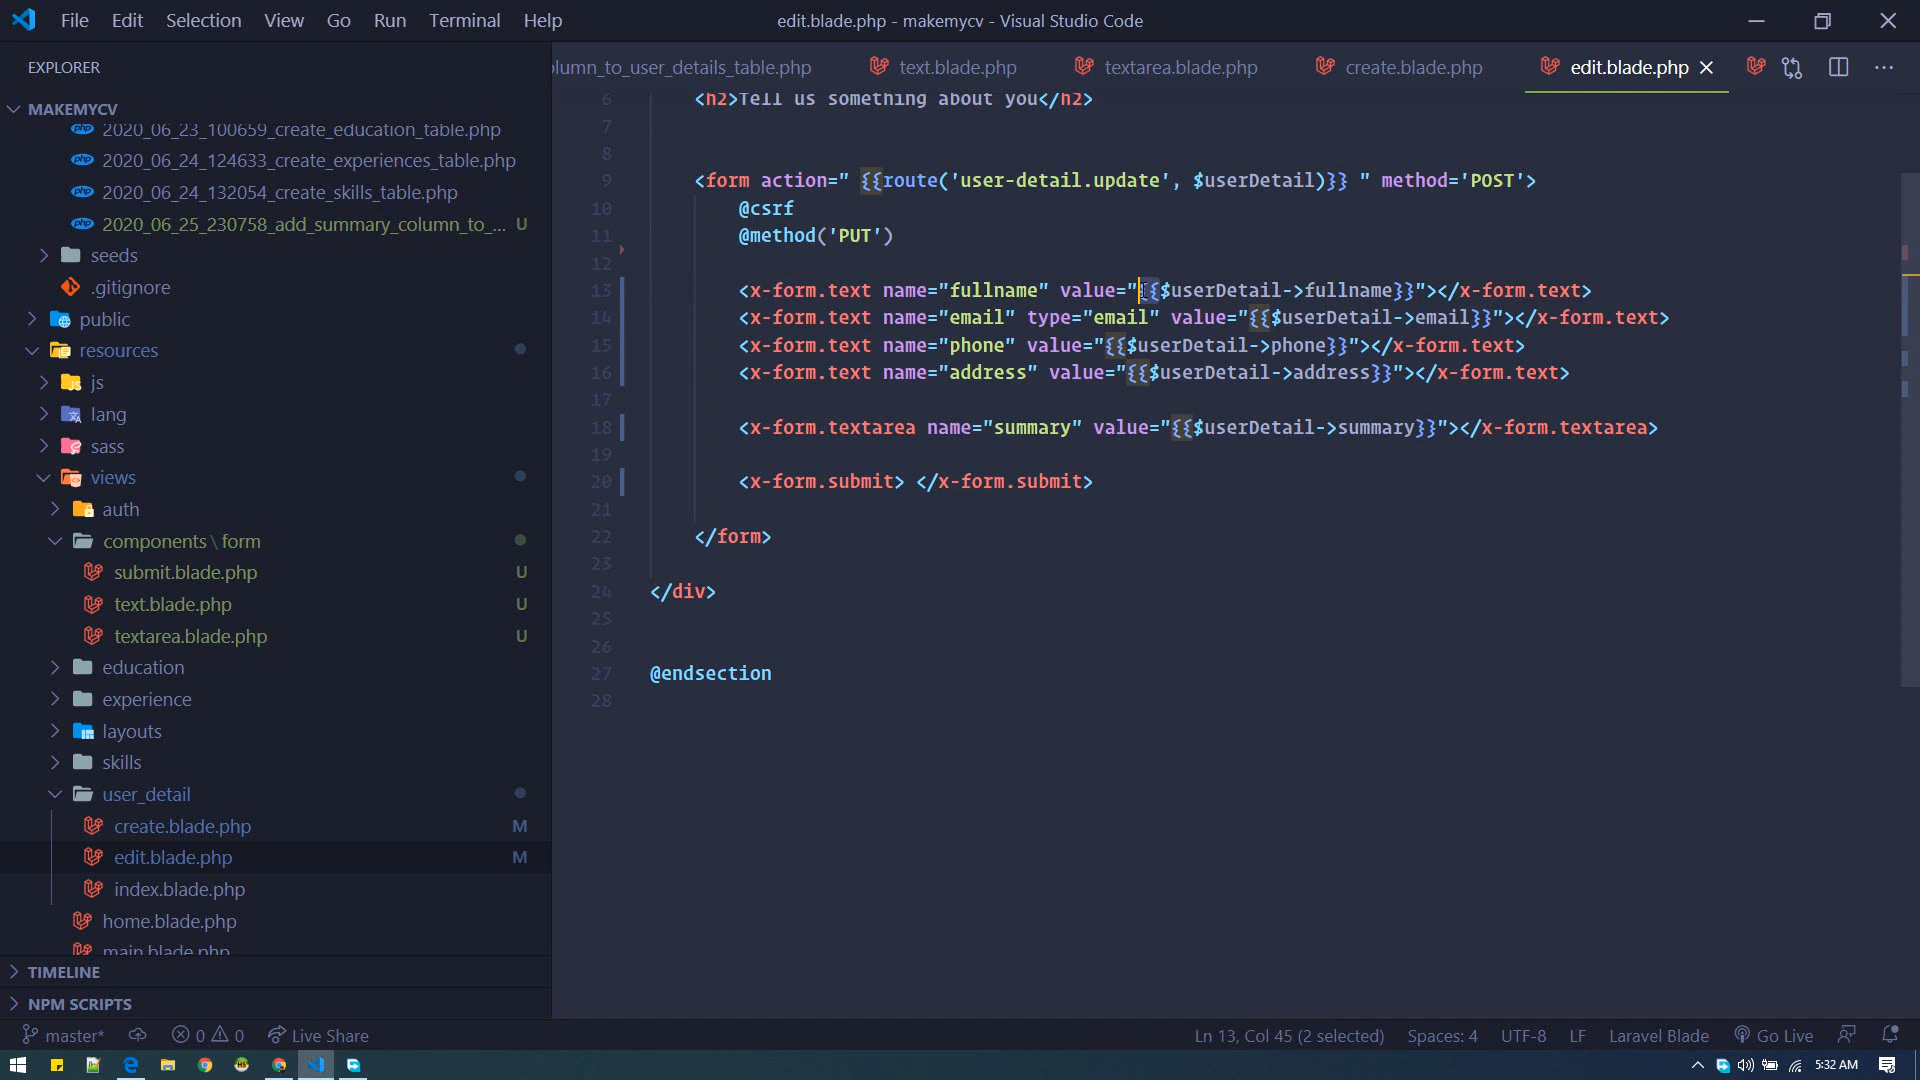 File Edit Selection View Go Run Terminal Help
edit.blade.php - makemycv - Visual Studio Code
EXPLORER
lumn_to_user_details_table.php text.blade.php textarea.blade.php create.blade.php edit.blade.php
MAKEMYCV
2020_06_23_100659_create_education_table.php
2020_06_24_124633_create_experiences_table.php
2020_06_24_132054_create_skills_table.php
2020_06_25_230758_add_summary_column_to_... U
seeds
.gitignore
public
resources
js
lang
sass
views
auth
components\form
submit.blade.php U
text.blade.php U
textarea.blade.php U
education
experience
layouts
skills
user_detail
create.blade.php M
edit.blade.php M
index.blade.php
home.blade.php
main.blade.php
TIMELINE
NPM SCRIPTS
6 <h2>Tell us something about you</h2>
7
8
9 <form action=" {{route('user-detail.update', $userDetail)}} " method='POST'>
10 @csrf
11 @method('PUT')
12
13 <x-form.text name="fullname" value="{{$userDetail->fullname}}"></x-form.text>
14 <x-form.text name="email" type="email" value="{{$userDetail->email}}"></x-form.text>
15 <x-form.text name="phone" value="{{$userDetail->phone}}"></x-form.text>
16 <x-form.text name="address" value="{{$userDetail->address}}"></x-form.text>
17
18 <x-form.textarea name="summary" value="{{$userDetail->summary}}"></x-form.textarea>
19
20 <x-form.submit> </x-form.submit>
21
22 </form>
23
24 </div>
25
26
27 @endsection
28
master* 0 0 Live Share
Ln 13, Col 45 (2 selected) Spaces: 4 UTF-8 LF Laravel Blade Go Live
5:32 AM